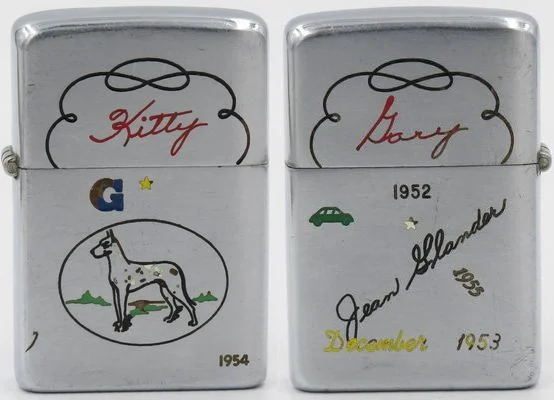 Kitty
G
1954
Gary
1952
Jean Glander
1955
December 1953